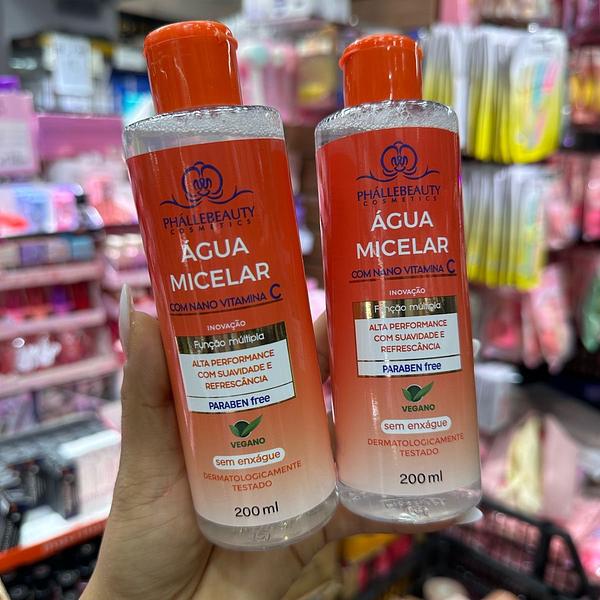 PHÁLLEBEAUTY
COSMETICS
ÁGUA
MICELAR
COM NANO VITAMINA C
INOVAÇÃO
Função múltipla
ALTA PERFORMANCE
COM SUAVIDADE E
REFRESCÂNCIA
PARABEN free
VEGANO
sem enxágue
DERMATOLOGICAMENTE
TESTADO
200 ml
PHÁLLEBEAUTY
COSMETICS
ÁGUA
MICELAR
COM NANO VITAMINA C
INOVAÇÃO
Função múltipla
ALTA PERFORMANCE
COM SUAVIDADE E
REFRESCÂNCIA
PARABEN free
VEGANO
sem enxágue
DERMATOLOGICAMENTE
TESTADO
200 ml